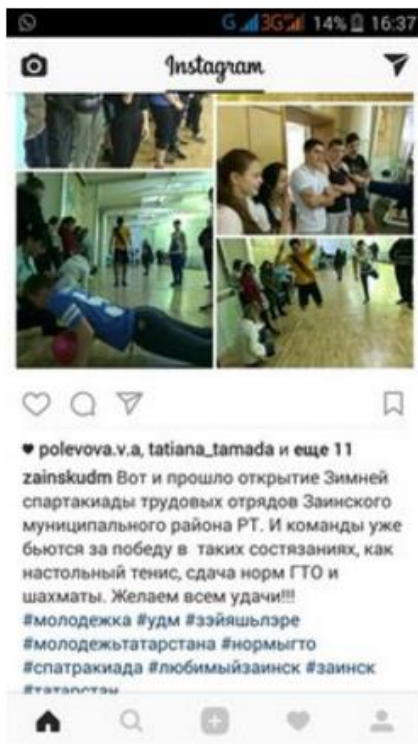 G 3G 14% 16:37
Instagram
polevova.v.a, tatiana_tamada и еще 11
zainskudm Вот и прошло открытие Зимней
спартакиады трудовых отрядов Заинского
муниципального района РТ. И команды уже
бьются за победу в таких состязаниях, как
настольный тенис, сдача норм ГТО и
шахматы. Желаем всем удачи!!!
#молодежка #удм #зэйяшьлэре
#молодежьтатарстана #нормыгто
#спатракиада #любимыйзаинск #заинск
#татарстан